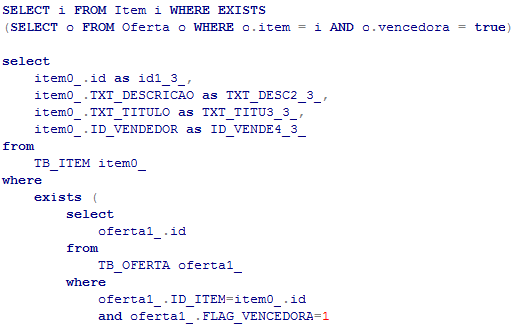 SELECT i FROM Item i WHERE EXISTS
(SELECT o FROM Oferta o WHERE o.item = i AND o.vencedora = true)
select
item0_.id as id1_3_,
item0_.TXT_DESCRICAO as TXT_DESC2_3_,
item0_.TXT_TITULO as TXT_TITU3_3_,
item0_.ID_VENDEDOR as ID_VENDE4_3_
from
TB_ITEM item0_
where
exists (
select
oferta1_.id
from
TB_OFERTA oferta1_
where
oferta1_.ID_ITEM=item0_.id
and oferta1_.FLAG_VENCEDORA=1